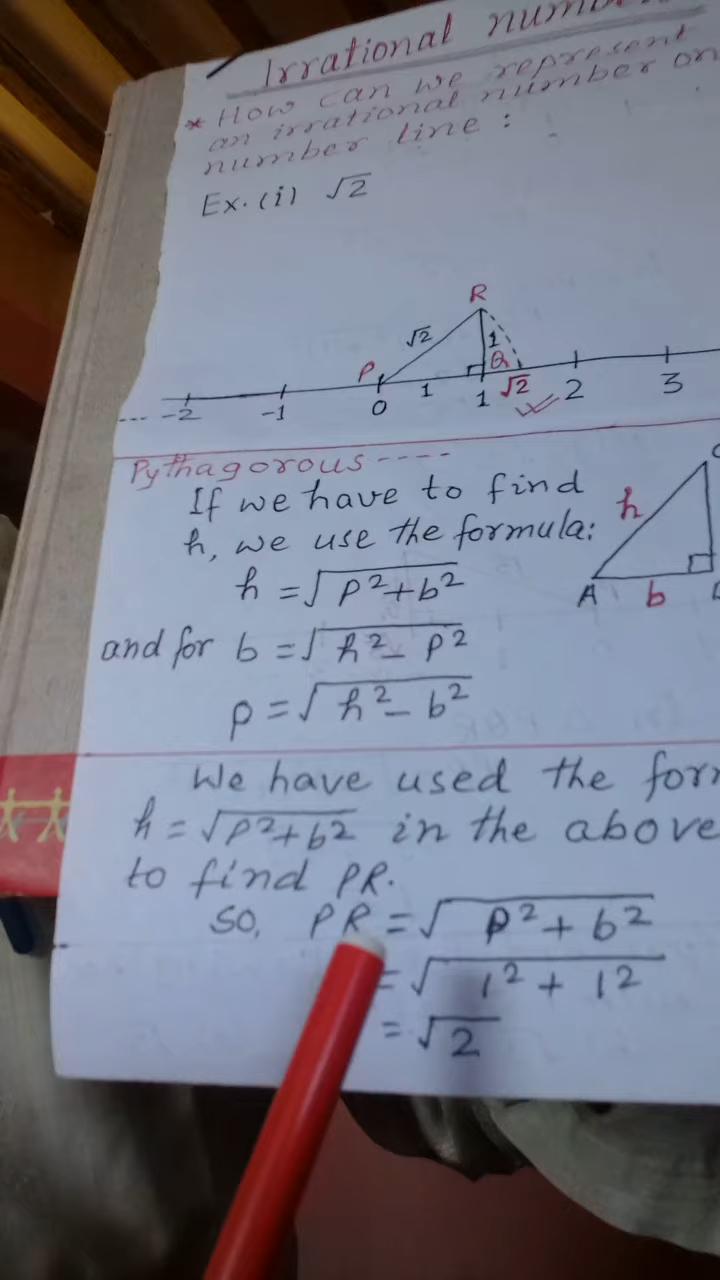 Irrational number
* How can we represent
an irrational number on
number line :
Ex. (i) √2
R
√2
1
P
Q
1
√2
... -2 -1 0 1 2 3
Pythagorous ----
If we have to find
h, we use the formula:
h = √p²+b²
and for b = √h²- p²
p = √h²- b²
h
A b
We have used the
h = √p²+b² in the above
to find PR.
So, PR = √p²+b²
= √1² + 1²
= √2